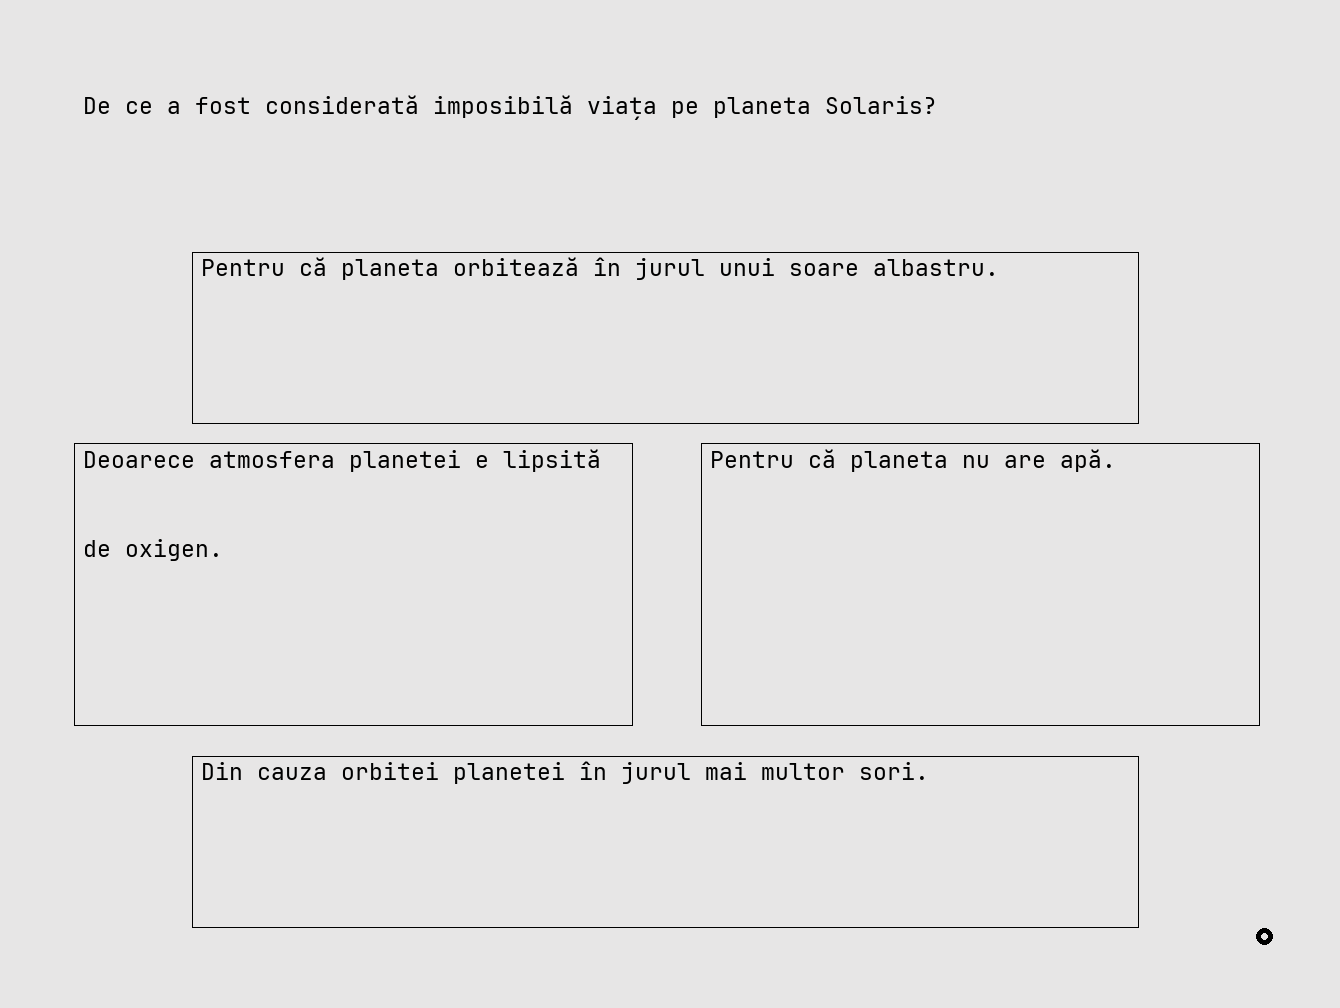 De ce a fost considerată imposibilă viața pe planeta Solaris?
Pentru că planeta orbitează în jurul unui soare albastru.
Deoarece atmosfera planetei e lipsită
de oxigen.
Pentru că planeta nu are apă.
Din cauza orbitei planetei în jurul mai multor sori.